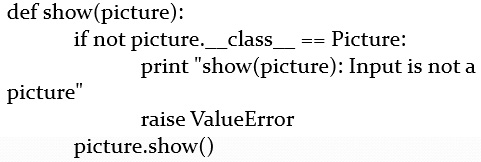 def show(picture):
if not picture.__class__ == Picture:
print "show(picture): Input is not a
picture"
raise ValueError
picture.show()